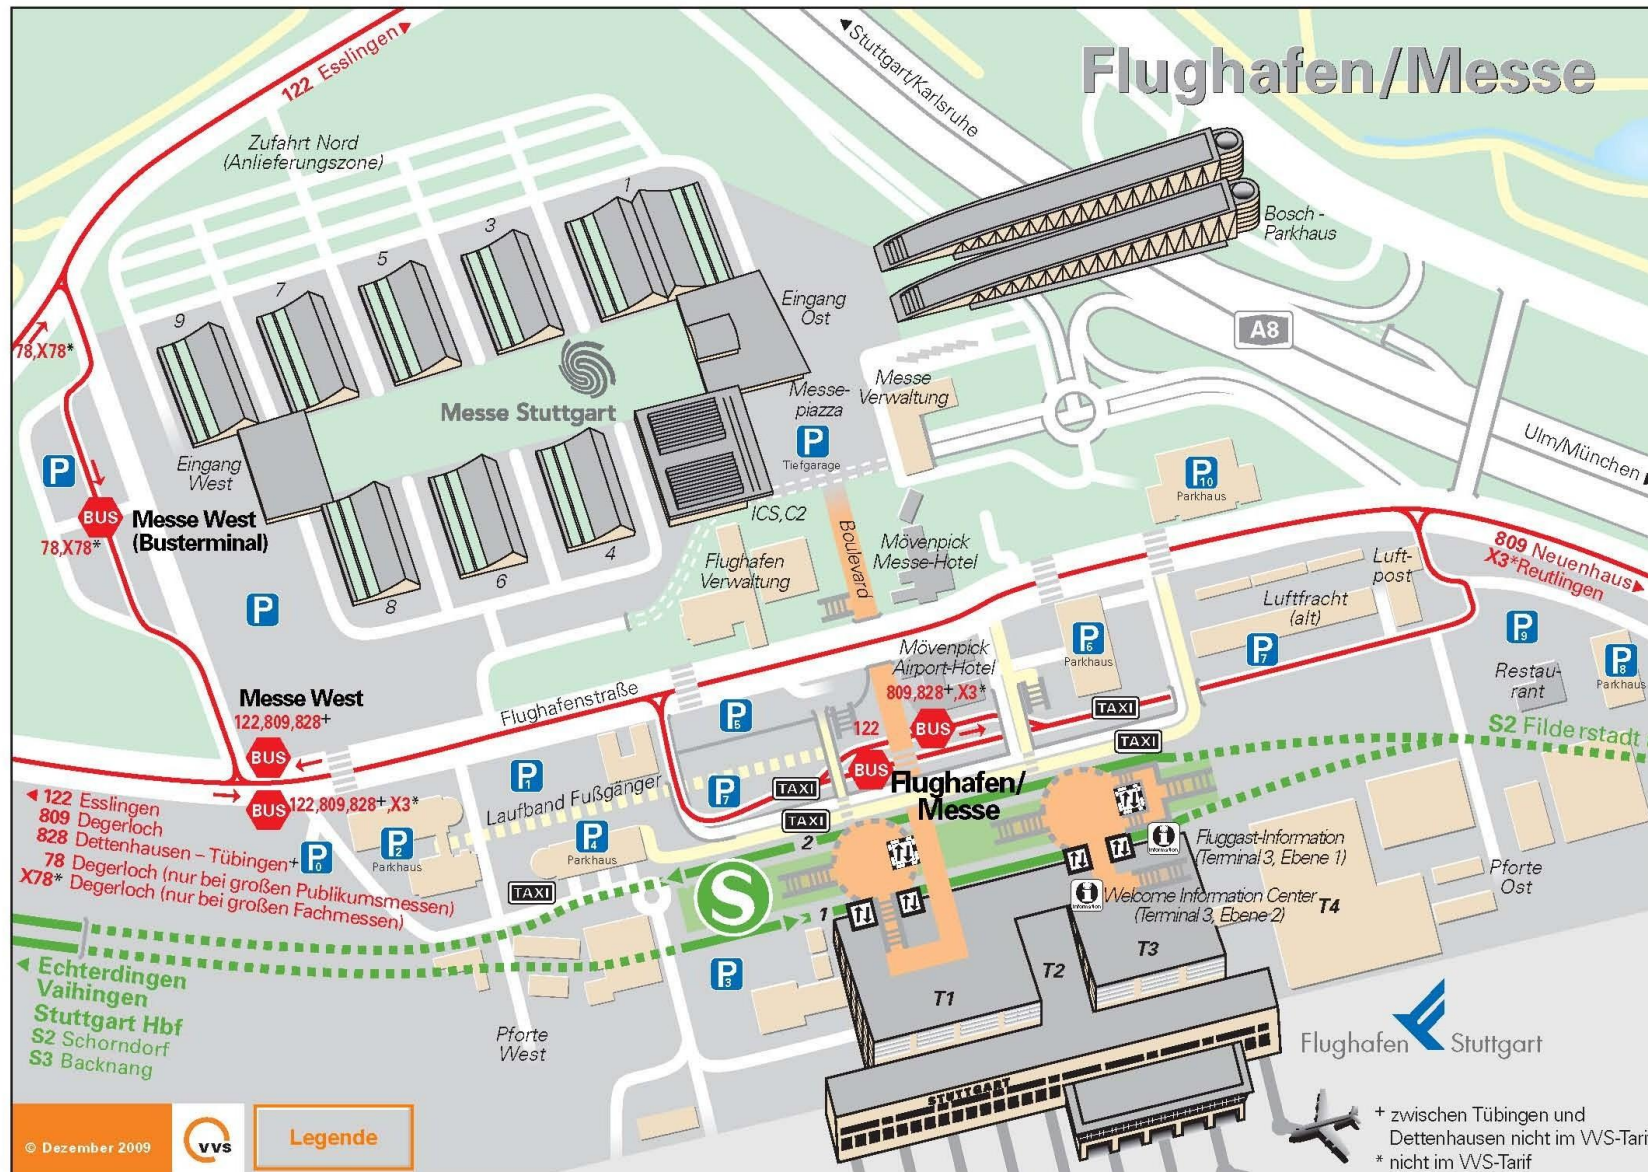 Flughafen/Messe
◄Stuttgart/Karlsruhe
122 Esslingen►
Zufahrt Nord
(Anlieferungszone)
1
3
5
7
9
Bosch-
Parkhaus
A8
Eingang
Ost
78,X78*
Messe Stuttgart
Messe-
piazza
P
Tiefgarage
Messe
Verwaltung
Ulm/München►
Eingang
West
P
BUS
Messe West
(Busterminal)
78,X78*
ICS,C2
4
6
8
P10
Parkhaus
Flughafen
Verwaltung
Boulevard
Mövenpick
Messe-Hotel
Luft-
post
809 Neuenhaus►
X3*Reutlingen
Luftfracht
(alt)
P
P9
P8
Parkhaus
P6
Parkhaus
P7
Restau-
rant
Mövenpick
Airport-Hotel
809,828+,X3*
BUS
Messe West
122,809,828+
BUS
Flughafenstraße
P5
122
BUS
TAXI
TAXI
S2 Filderstadt
BUS
122,809,828+,X3*
P1
Laufband Fußgänger
P7
TAXI
TAXI
Flughafen/
Messe
◄ 122 Esslingen
809 Degerloch
828 Dettenhausen – Tübingen+
78 Degerloch (nur bei großen Publikumsmessen)
X78* Degerloch (nur bei großen Fachmessen)
P0
P2
Parkhaus
P4
Parkhaus
2
TAXI
S
1
i
Information
Fluggast-Information
(Terminal 3, Ebene 1)
i
Information
Welcome Information Center
(Terminal 3, Ebene 2)
T4
Pforte
Ost
◄ Echterdingen
Vaihingen
Stuttgart Hbf
S2 Schorndorf
S3 Backnang
P3
T1
T2
T3
Pforte
West
STUTTGART
Flughafen Stuttgart
© Dezember 2009
VVS
Legende
+ zwischen Tübingen und
Dettenhausen nicht im VVS-Tarif
* nicht im VVS-Tarif